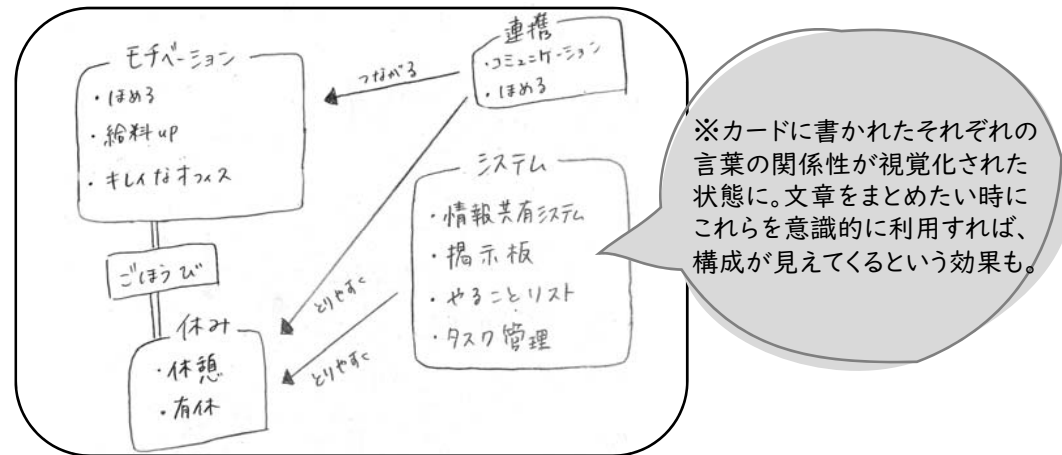 モチベーション
・ほめる
・給料up
・キレイなオフィス
つながる
連携
・コミュニケーション
・ほめる
システム
・情報共有システム
・掲示板
・やることリスト
・タスク管理
ごほうび
とりやすく
とりやすく
休み
・休憩
・有休
※カードに書かれたそれぞれの
言葉の関係性が視覚化された
状態に。文章をまとめたい時に
これらを意識的に利用すれば、
構成が見えてくるという効果も。